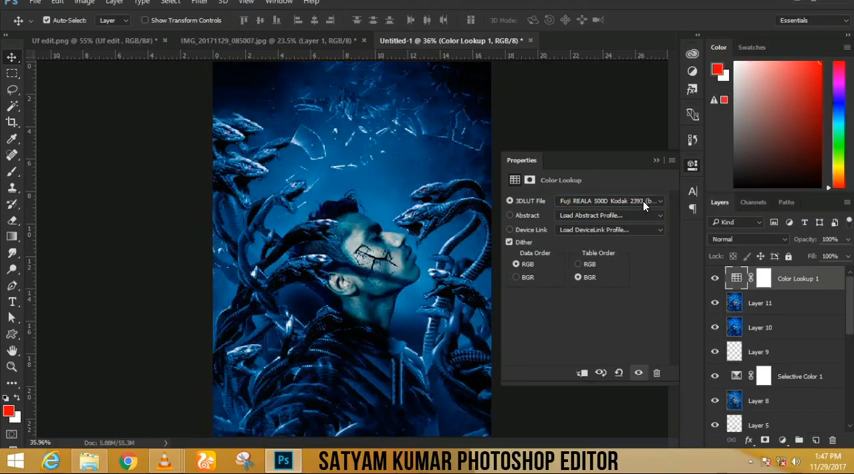 File Edit Image Layer Type Select Filter 3D View Window Help
Auto-Select: Layer Show Transform Controls 3D Mode: Essentials
Uf edit.png @ 55% (Uf edit , RGB/8#) * × IMG_20171129_085007.jpg @ 23.5% (Layer 1, RGB/8) * × Untitled-1 @ 36% (Color Lookup 1, RGB/8) * ×
Color Swatches
Properties
Color Lookup
3DLUT File Fuji REALA 500D Kodak 2393 (b...
Abstract Load Abstract Profile...
Device Link Load DeviceLink Profile...
Dither
Data Order Table Order
RGB RGB
BGR BGR
Layers Channels Paths
Kind
Normal Opacity: 100%
Lock: Fill: 100%
Color Lookup 1
Layer 11
Layer 10
Layer 9
Selective Color 1
Layer 8
Layer 5
35.96% Doc: 5.88M/55.3M
Ps SATYAM KUMAR PHOTOSHOP EDITOR 1:47 PM